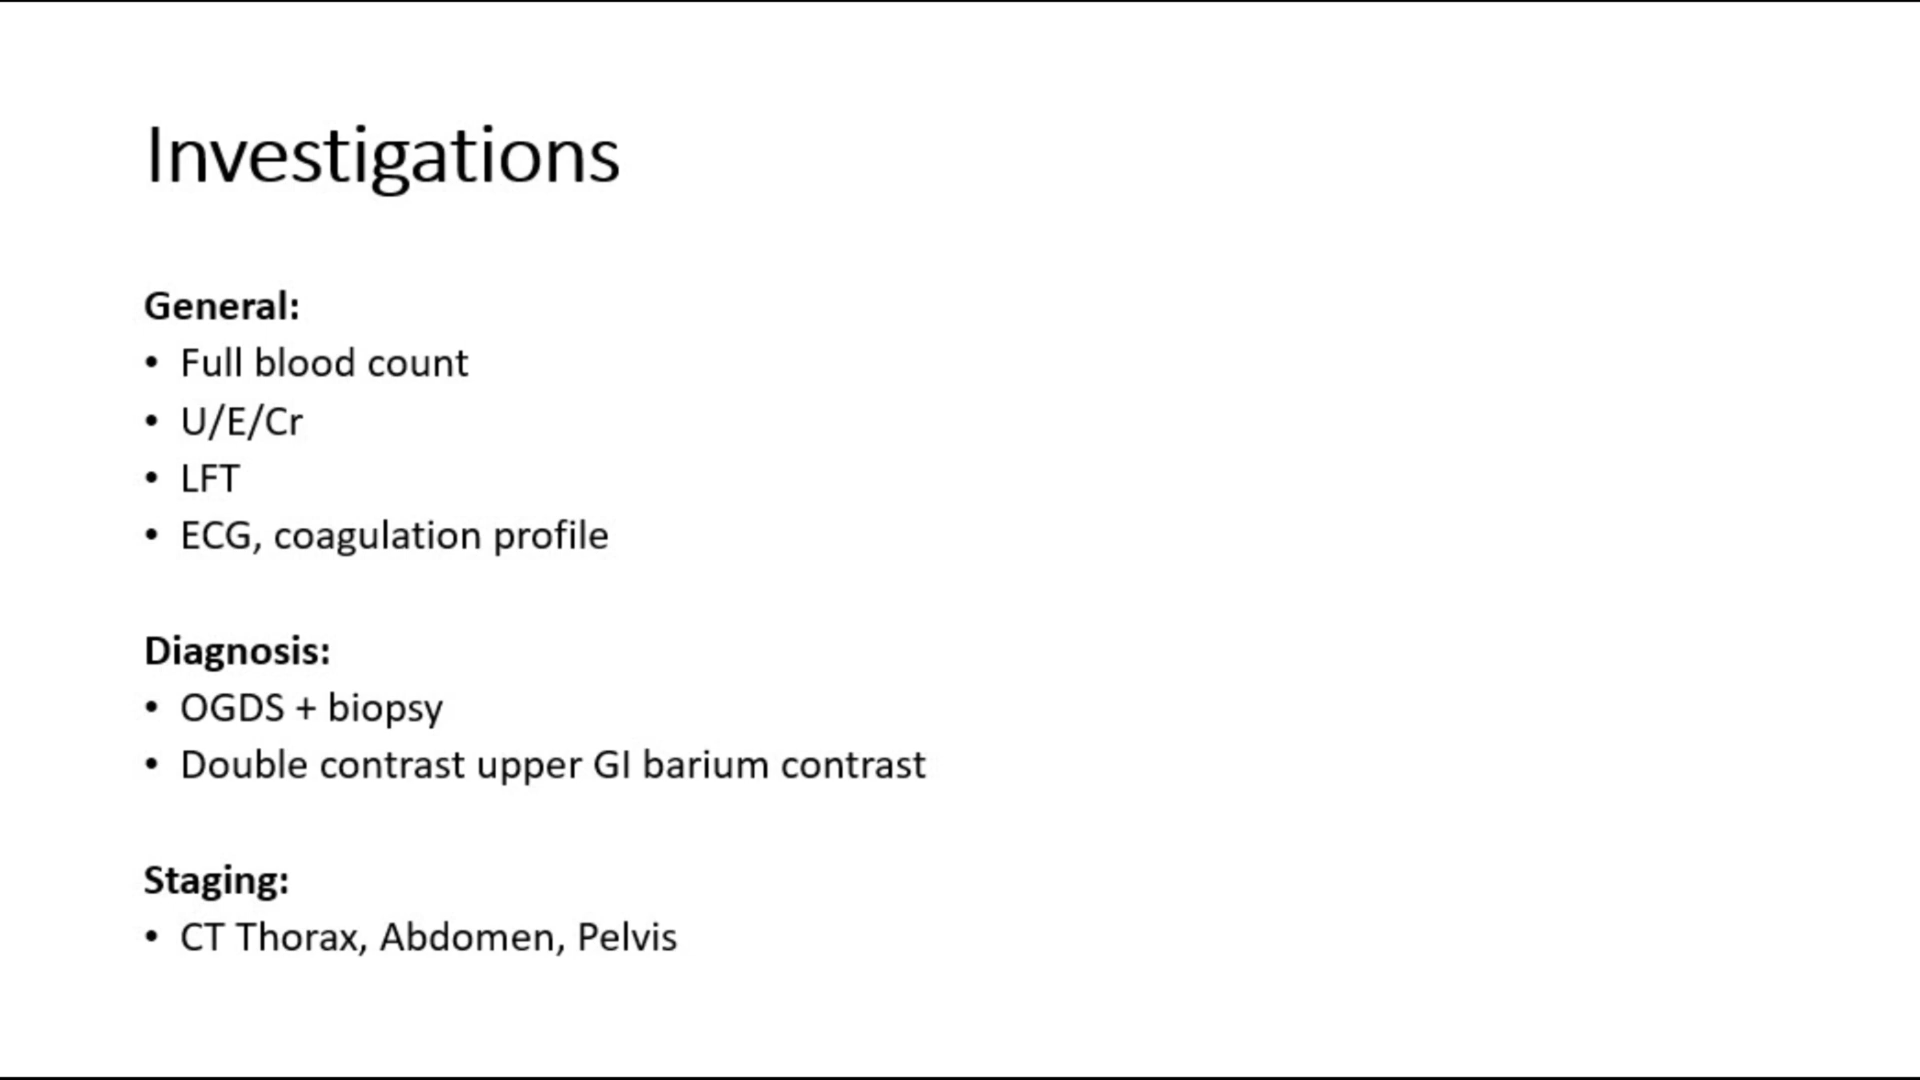 Investigations
General:
• Full blood count
• U/E/Cr
• LFT
• ECG, coagulation profile
Diagnosis:
• OGDS + biopsy
• Double contrast upper GI barium contrast
Staging:
• CT Thorax, Abdomen, Pelvis